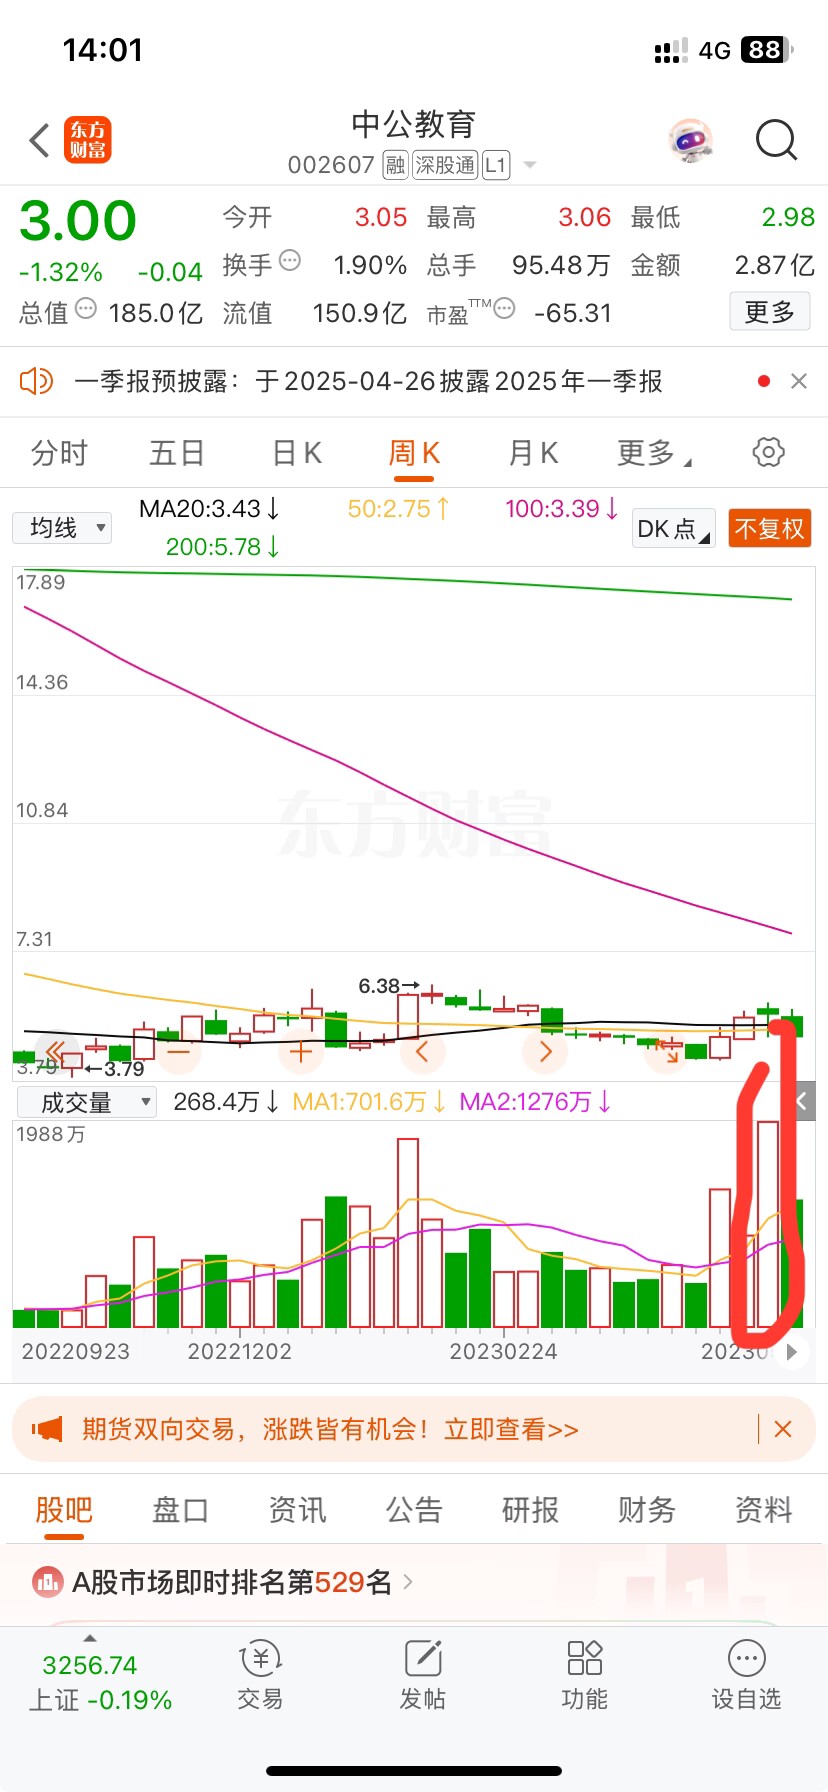 14:01
4G 88
东方财富
中公教育
002607 融 深股通 L1
3.00
今开 3.05 最高 3.06 最低 2.98
-1.32% -0.04
换手 1.90% 总手 95.48万 金额 2.87亿
总值 185.0亿 流值 150.9亿 市盈TTM -65.31
更多
一季报预披露：于2025-04-26披露2025年一季报
分时 五日 日K 周K 月K 更多
均线 MA20:3.43↓ 50:2.75↑ 100:3.39↓
200:5.78↓
DK点 不复权
17.89
14.36
10.84
东方财富
7.31
6.38→
3.79 ←3.79
成交量 268.4万↓ MA1:701.6万↓ MA2:1276万↓
1988万
20220923 20221202 20230224 20230
期货双向交易，涨跌皆有机会！立即查看>>
股吧 盘口 资讯 公告 研报 财务 资料
A股市场即时排名第529名
3256.74
上证 -0.19%
交易 发帖 功能 设自选